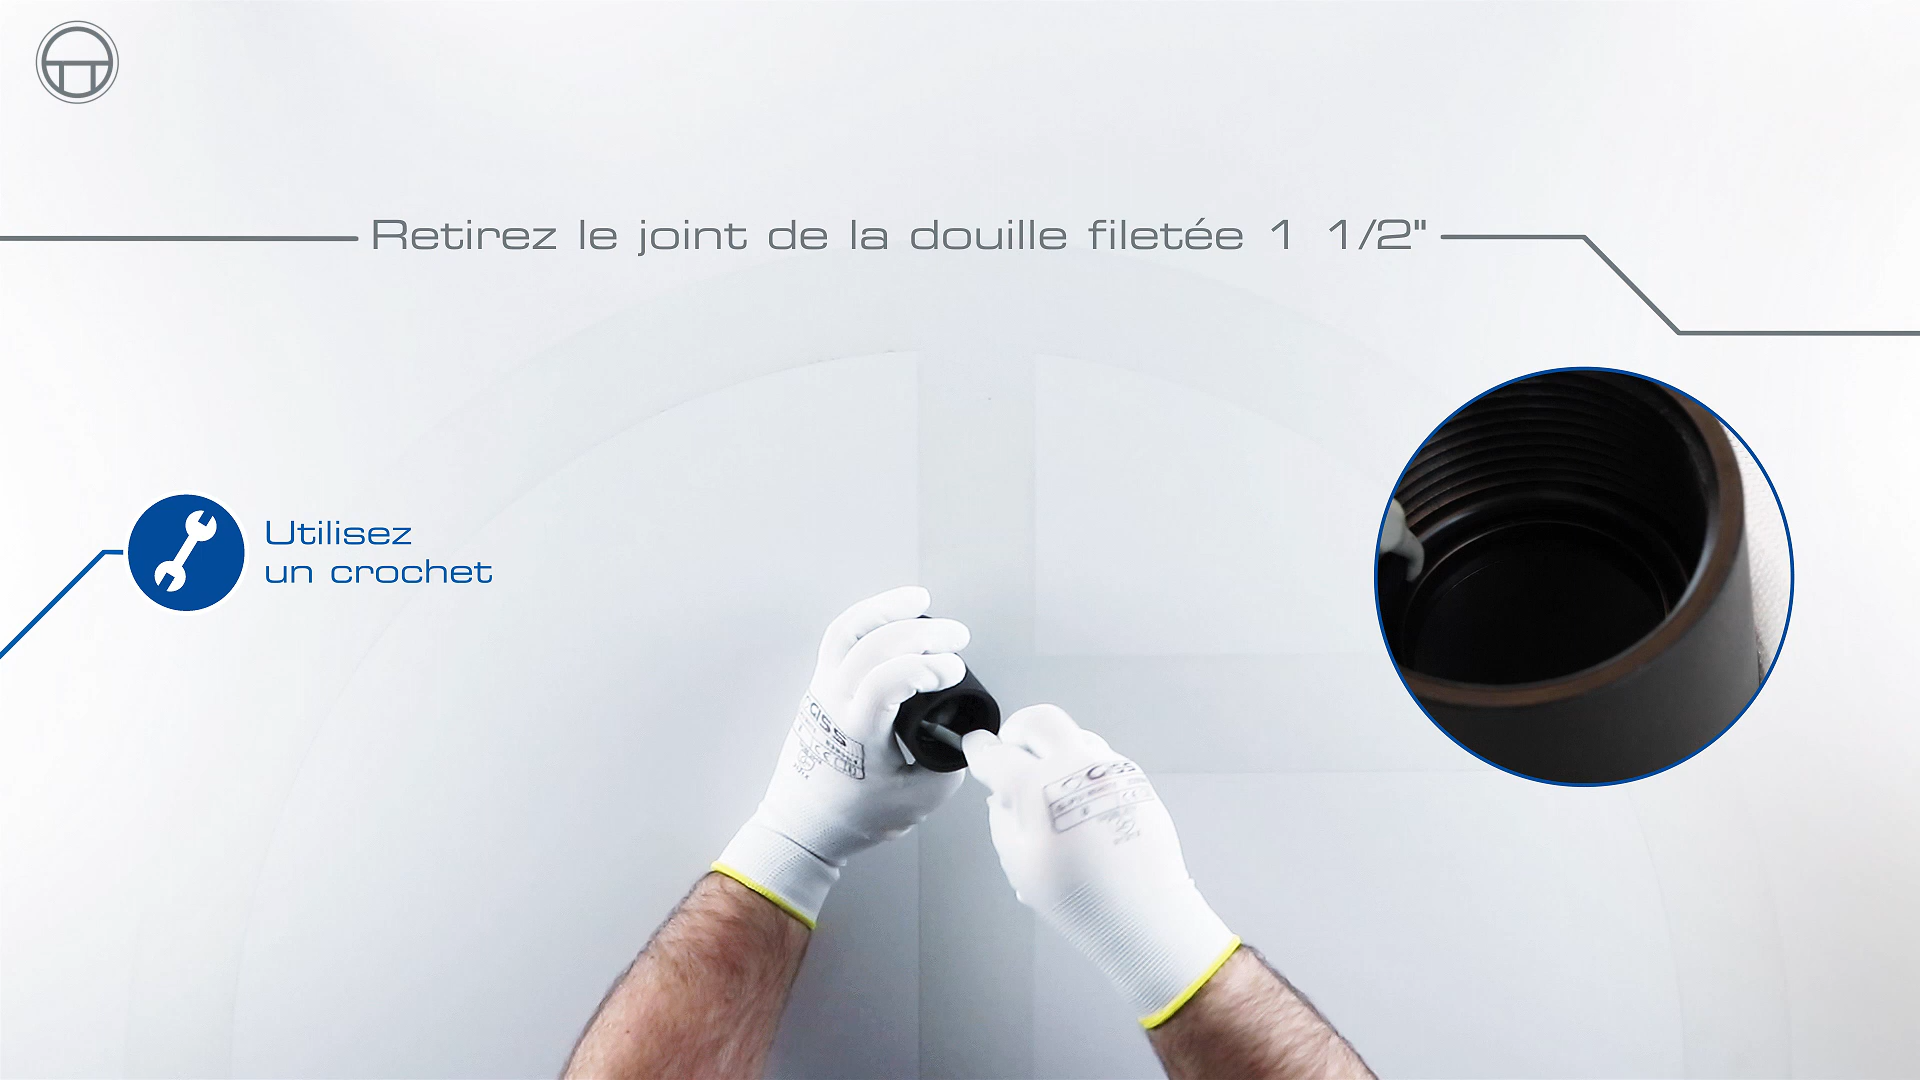 Retirez le joint de la douille filetée 1 1/2"
Utilisez
un crochet